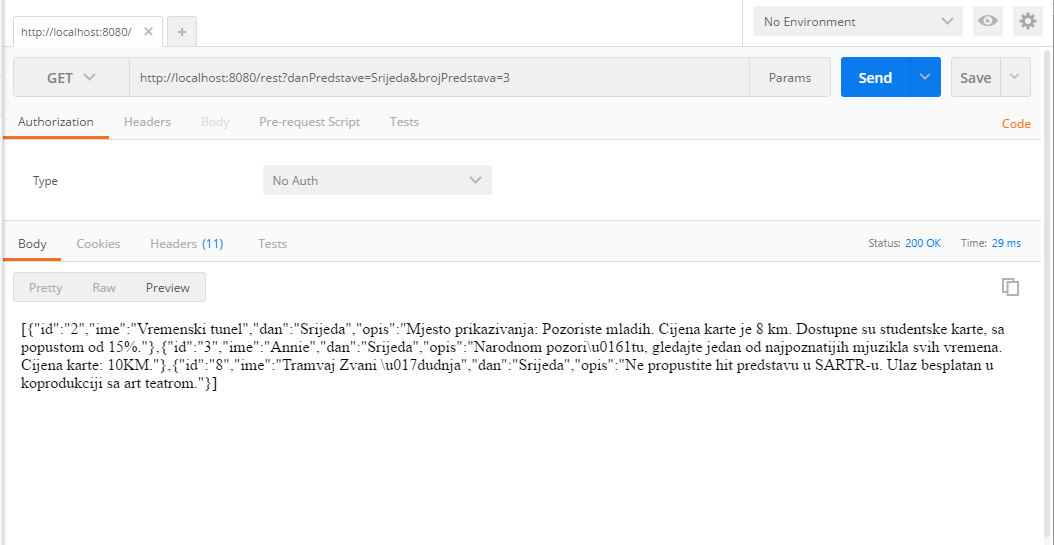 http://localhost:8080/
No Environment
GET
http://localhost:8080/rest?danPredstave=Srijeda&brojPredstava=3
Params
Send
Save
Authorization
Headers
Body
Pre-request Script
Tests
Code
Type
No Auth
Body
Cookies
Headers (11)
Tests
Status: 200 OK
Time: 29 ms
Pretty
Raw
Preview
[{"id":"2","ime":"Vremenski tunel","dan":"Srijeda","opis":"Mjesto prikazivanja: Pozoriste mladih. Cijena karte je 8 km. Dostupne su studentske karte, sa
popustom od 15%."},{"id":"3","ime":"Annie","dan":"Srijeda","opis":"Narodnom pozori\u0161tu, gledajte jedan od najpoznatijih mjuzikla svih vremena.
Cijena karte: 10KM."},{"id":"8","ime":"Tramvaj Zvani \u017dudnja","dan":"Srijeda","opis":"Ne propustite hit predstavu u SARTR-u. Ulaz besplatan u
koprodukciji sa art teatrom."}]